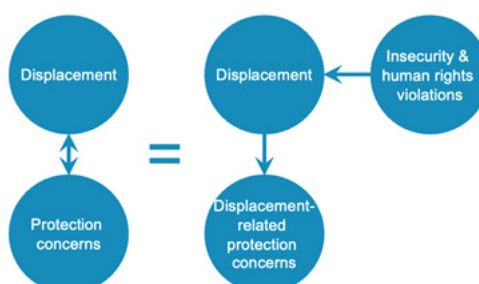 Displacement
Protection
concerns
=
Displacement
Displacement-
related
protection
concerns
Insecurity &
human rights
violations